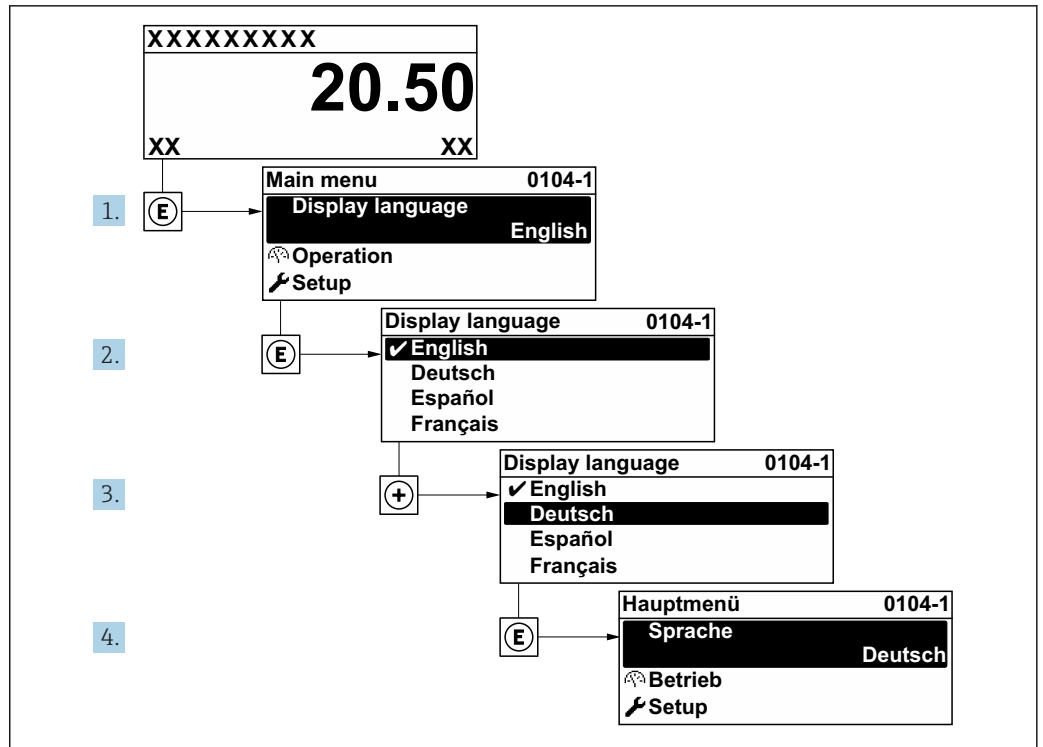 XXXXXXXXX
20.50
XX XX
1. E
Main menu 0104-1
Display language
English
Operation
Setup
2. E
Display language 0104-1
✔ English
Deutsch
Español
Français
3. +
Display language 0104-1
✔ English
Deutsch
Español
Français
4. E
Hauptmenü 0104-1
Sprache
Deutsch
Betrieb
Setup